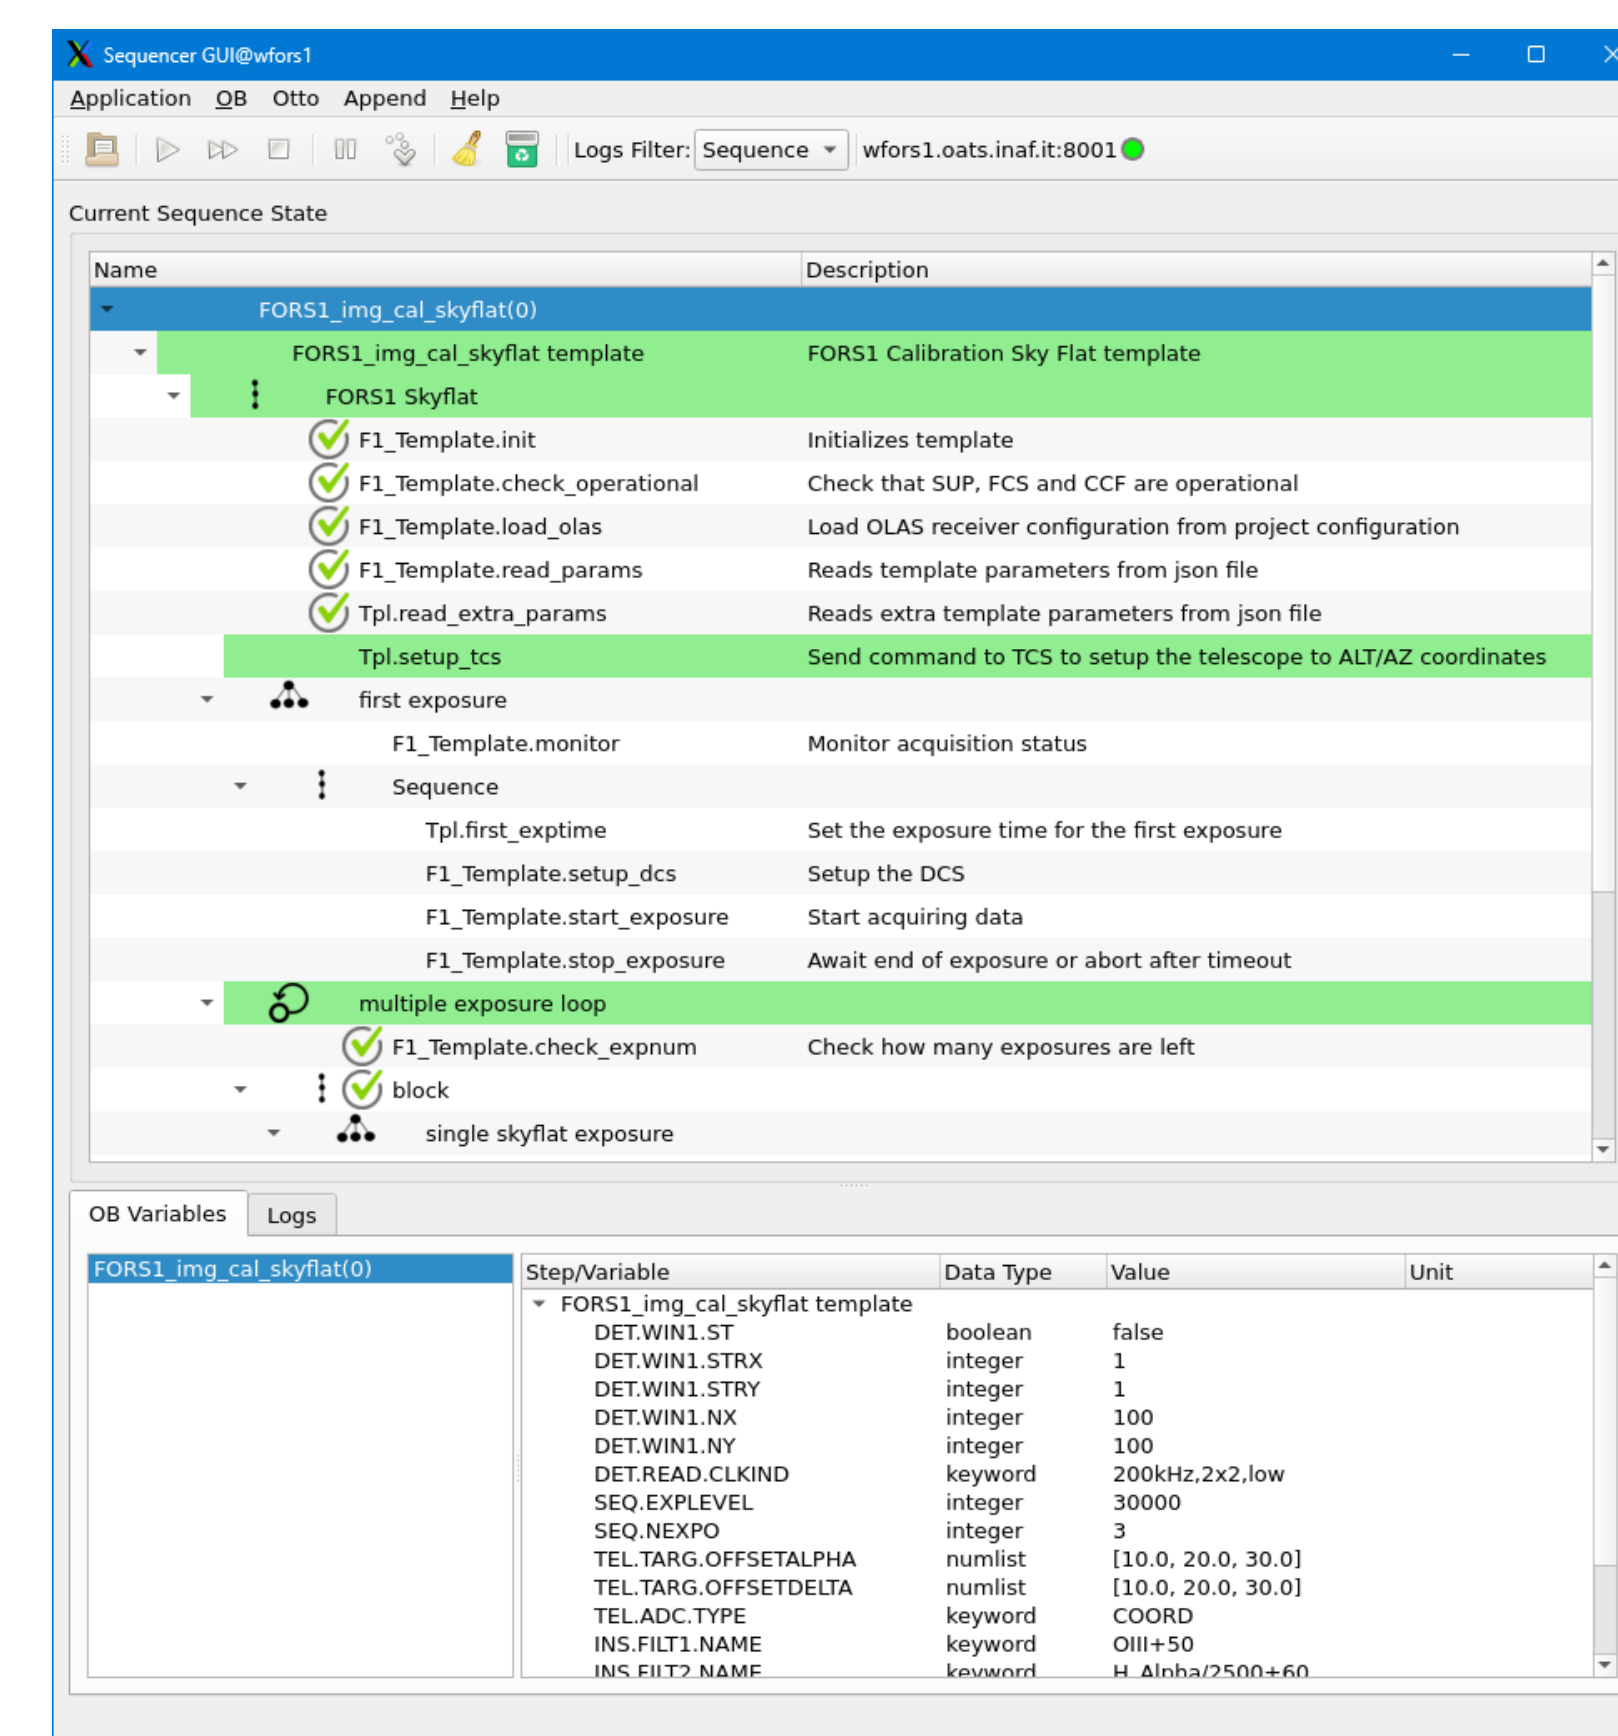 Sequencer GUI@wfors1
Application OB Otto Append Help
Logs Filter: Sequence wfors1.oats.inaf.it:8001
Current Sequence State
Name Description
FORS1_img_cal_skyflat(0)
FORS1_img_cal_skyflat template FORS1 Calibration Sky Flat template
FORS1 Skyflat
F1_Template.init Initializes template
F1_Template.check_operational Check that SUP, FCS and CCF are operational
F1_Template.load_olas Load OLAS receiver configuration from project configuration
F1_Template.read_params Reads template parameters from json file
Tpl.read_extra_params Reads extra template parameters from json file
Tpl.setup_tcs Send command to TCS to setup the telescope to ALT/AZ coordinates
first exposure
F1_Template.monitor Monitor acquisition status
Sequence
Tpl.first_exptime Set the exposure time for the first exposure
F1_Template.setup_dcs Setup the DCS
F1_Template.start_exposure Start acquiring data
F1_Template.stop_exposure Await end of exposure or abort after timeout
multiple exposure loop
F1_Template.check_expnum Check how many exposures are left
block
single skyflat exposure
OB Variables Logs
FORS1_img_cal_skyflat(0)
Step/Variable Data Type Value Unit
FORS1_img_cal_skyflat template
DET.WIN1.ST boolean false
DET.WIN1.STRX integer 1
DET.WIN1.STRY integer 1
DET.WIN1.NX integer 100
DET.WIN1.NY integer 100
DET.READ.CLKIND keyword 200kHz,2x2,low
SEQ.EXPLEVEL integer 30000
SEQ.NEXPO integer 3
TEL.TARG.OFFSETALPHA numlist [10.0, 20.0, 30.0]
TEL.TARG.OFFSETDELTA numlist [10.0, 20.0, 30.0]
TEL.ADC.TYPE keyword COORD
INS.FILT1.NAME keyword OIII+50
INS.FILT2.NAME keyword H_Alpha/2500+60